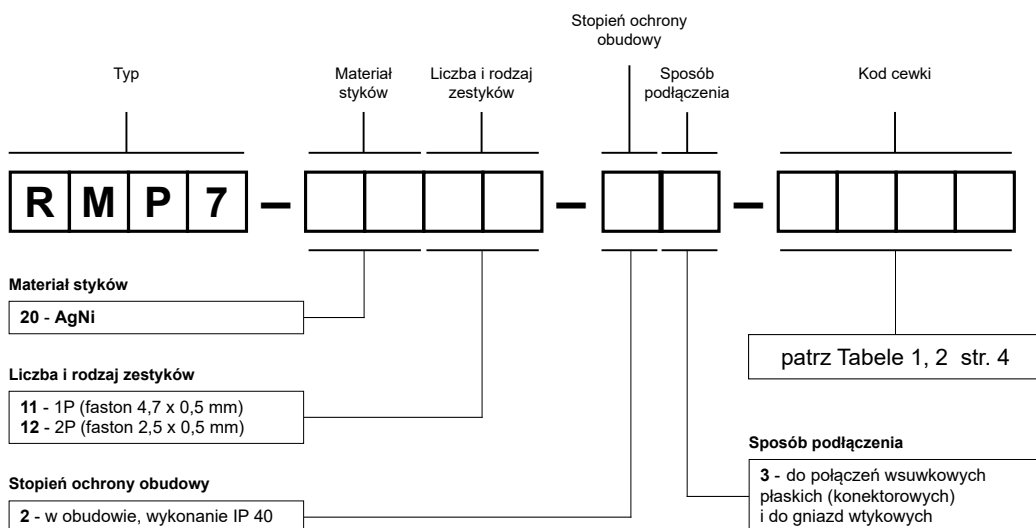 Stopień ochrony
obudowy
Typ
Materiał
styków
Liczba i rodzaj
zestyków
Sposób
podłączenia
Kod cewki
R M P 7 – –  –
Materiał styków
20 - AgNi
patrz Tabele 1, 2 str. 4
Liczba i rodzaj zestyków
11 - 1P (faston 4,7 x 0,5 mm)
12 - 2P (faston 2,5 x 0,5 mm)
Sposób podłączenia
3 - do połączeń wsuwkowych
płaskich (konektorowych)
i do gniazd wtykowych
Stopień ochrony obudowy
2 - w obudowie, wykonanie IP 40